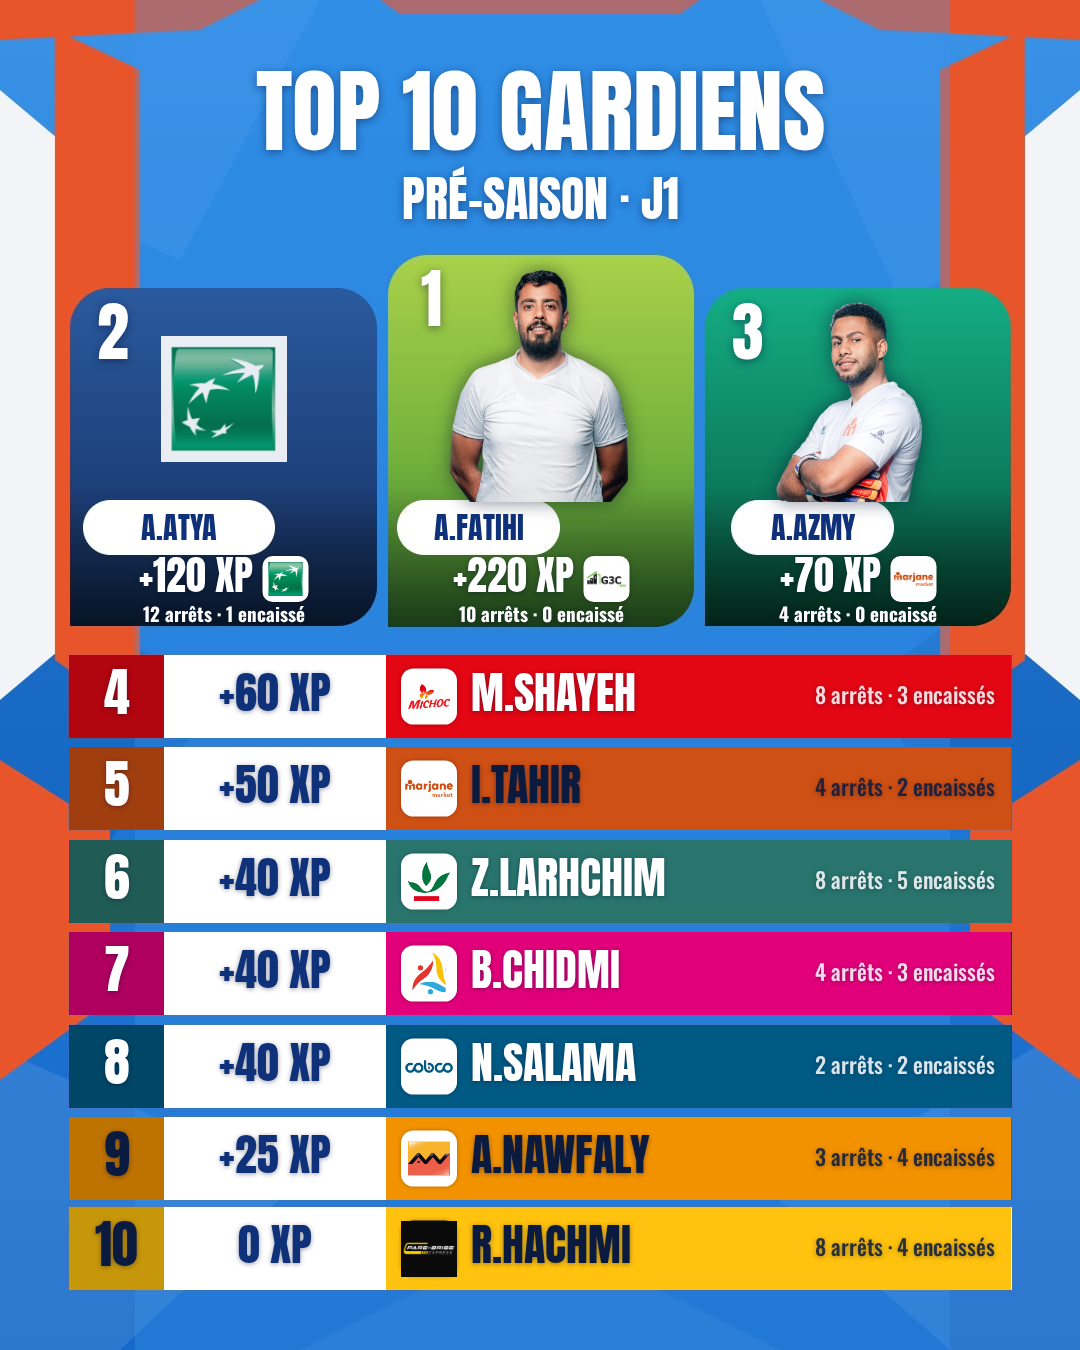 TOP 10 GARDIENS
PRÉ-SAISON · J1
2
A.ATYA
+120 XP
12 arrêts · 1 encaissé
1
A.FATIHI
+220 XP
G3C
10 arrêts · 0 encaissé
3
A.AZMY
+70 XP
marjane
market
4 arrêts · 0 encaissé
4
+60 XP
MICHOC
M.SHAYEH
8 arrêts · 3 encaissés
5
+50 XP
marjane
market
I.TAHIR
4 arrêts · 2 encaissés
6
+40 XP
Z.LARHCHIM
8 arrêts · 5 encaissés
7
+40 XP
B.CHIDMI
4 arrêts · 3 encaissés
8
+40 XP
cobco
N.SALAMA
2 arrêts · 2 encaissés
9
+25 XP
A.NAWFALY
3 arrêts · 4 encaissés
10
0 XP
PARE-BRISE
EXPRESS
R.HACHMI
8 arrêts · 4 encaissés